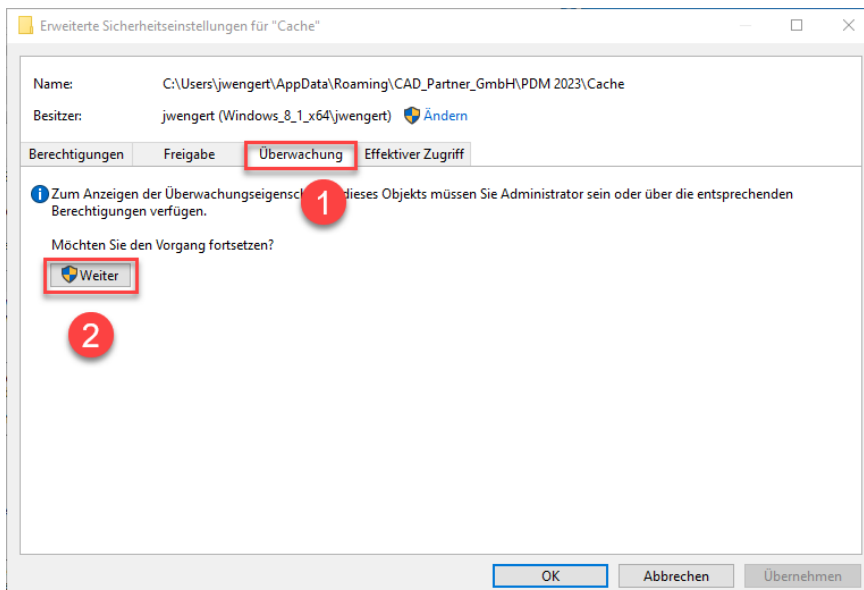 Erweiterte Sicherheitseinstellungen für "Cache"
Name: C:\Users\jwengert\AppData\Roaming\CAD_Partner_GmbH\PDM 2023\Cache
Besitzer: jwengert (Windows_8_1_x64\jwengert) Ändern
Berechtigungen Freigabe Überwachung Effektiver Zugriff
1
Zum Anzeigen der Überwachungseigensch dieses Objekts müssen Sie Administrator sein oder über die entsprechenden
Berechtigungen verfügen.
Möchten Sie den Vorgang fortsetzen?
Weiter
2
OK Abbrechen Übernehmen